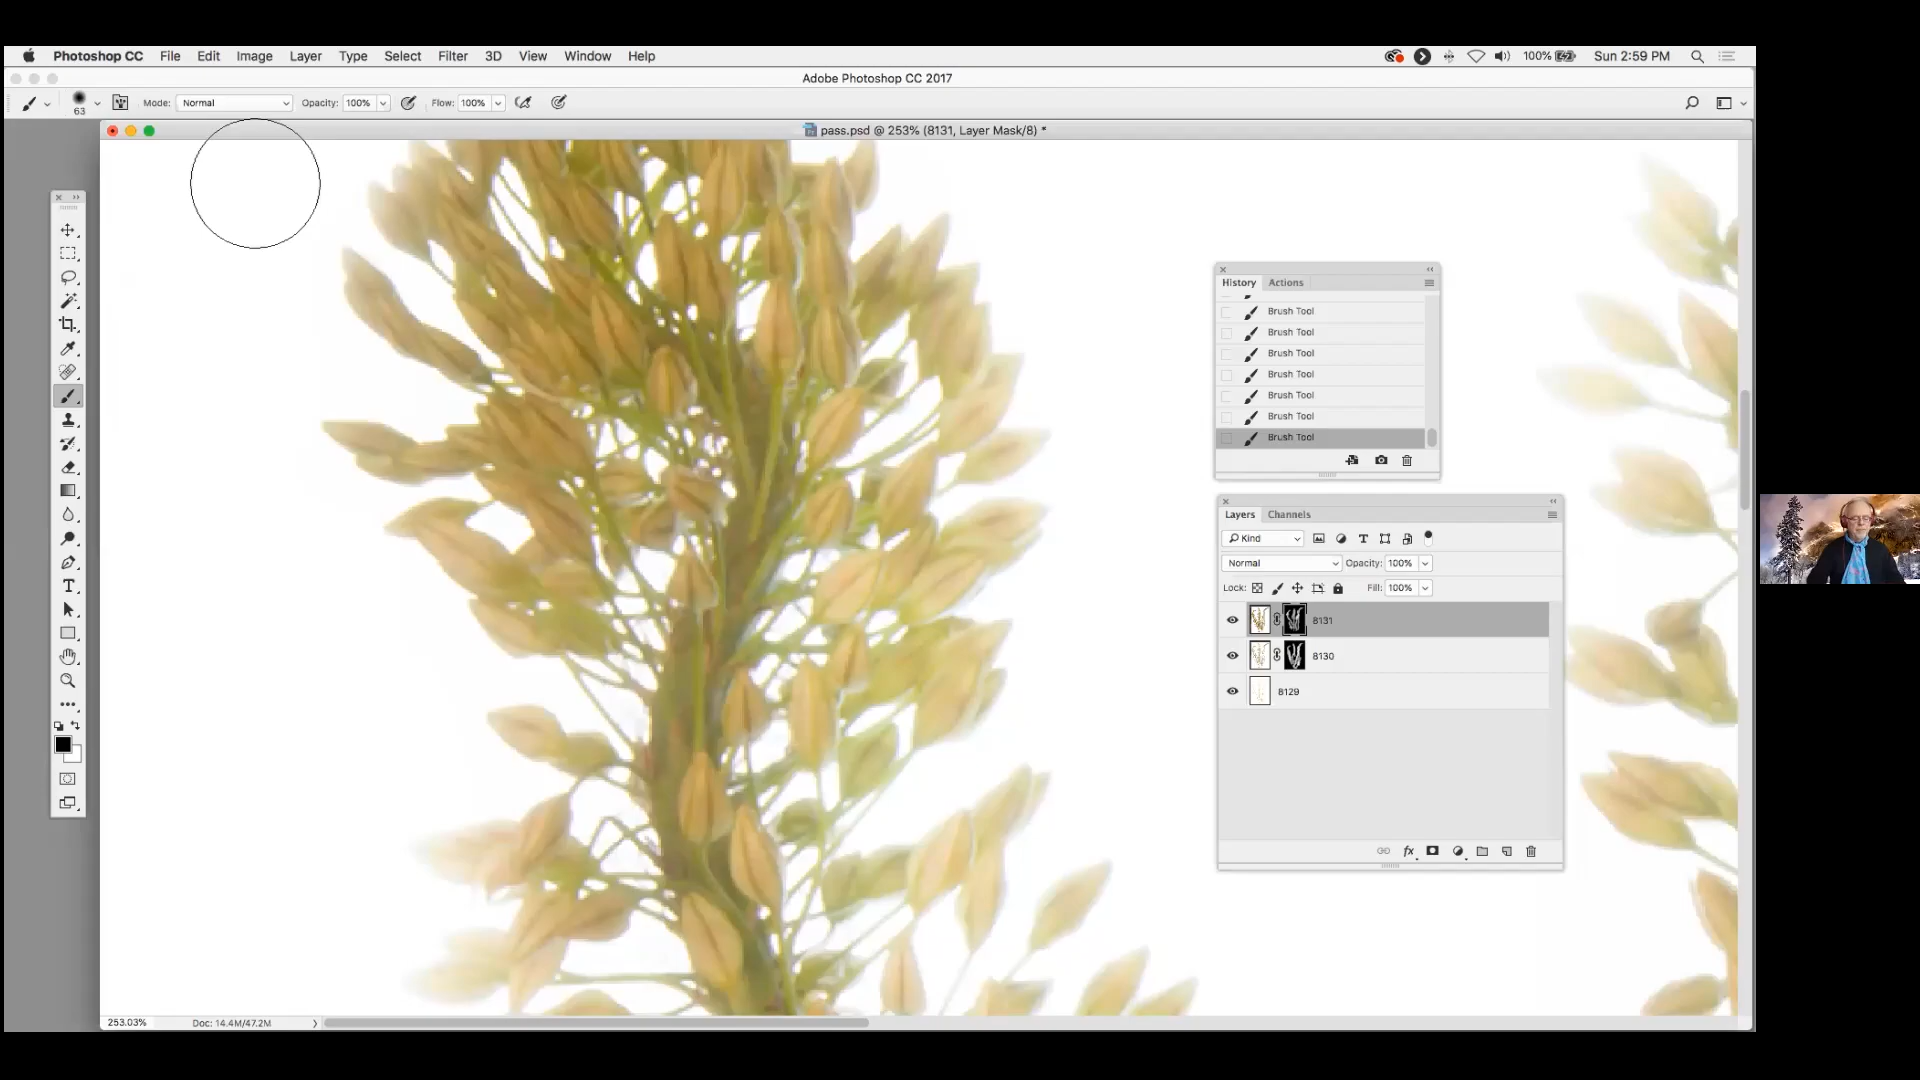 Photoshop CC File Edit Image Layer Type Select Filter 3D View Window Help 100% Sun 2:59 PM
Adobe Photoshop CC 2017
63 Mode: Normal Opacity: 100% Flow: 100%
pass.psd @ 253% (8131, Layer Mask/8) *
History Actions
Brush Tool
Brush Tool
Brush Tool
Brush Tool
Brush Tool
Brush Tool
Brush Tool
Layers Channels
Kind
Normal Opacity: 100%
Lock: Fill: 100%
8131
8130
8129
253.03% Doc: 14.4M/47.2M